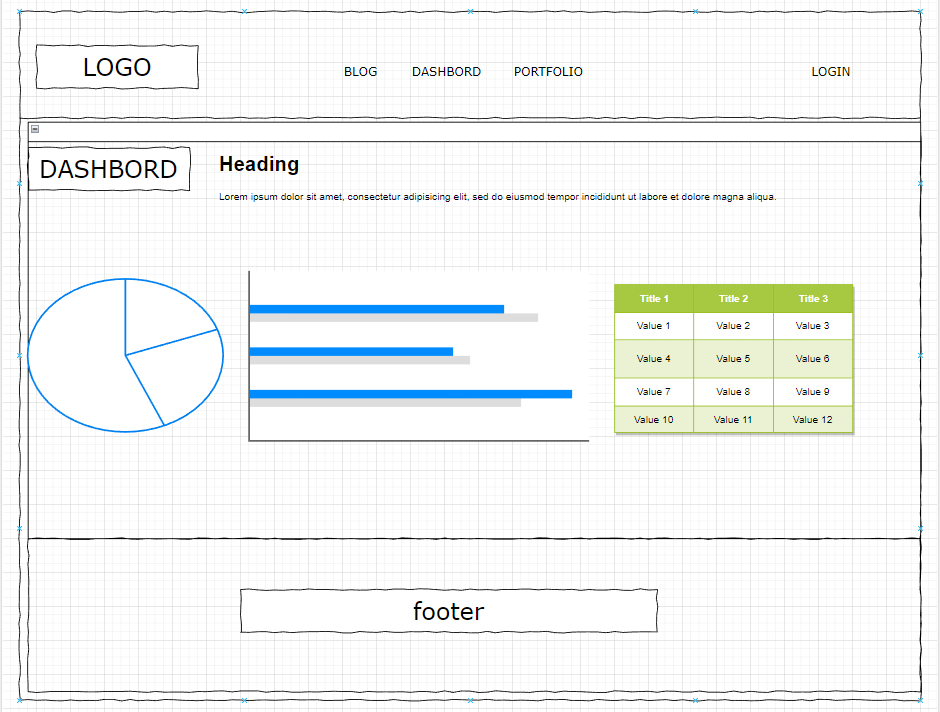 LOGO
BLOG DASHBORD PORTFOLIO LOGIN
DASHBORD
Heading
Lorem ipsum dolor sit amet, consectetur adipisicing elit, sed do eiusmod tempor incididunt ut labore et dolore magna aliqua.
Title 1 Title 2 Title 3
Value 1 Value 2 Value 3
Value 4 Value 5 Value 6
Value 7 Value 8 Value 9
Value 10 Value 11 Value 12
footer